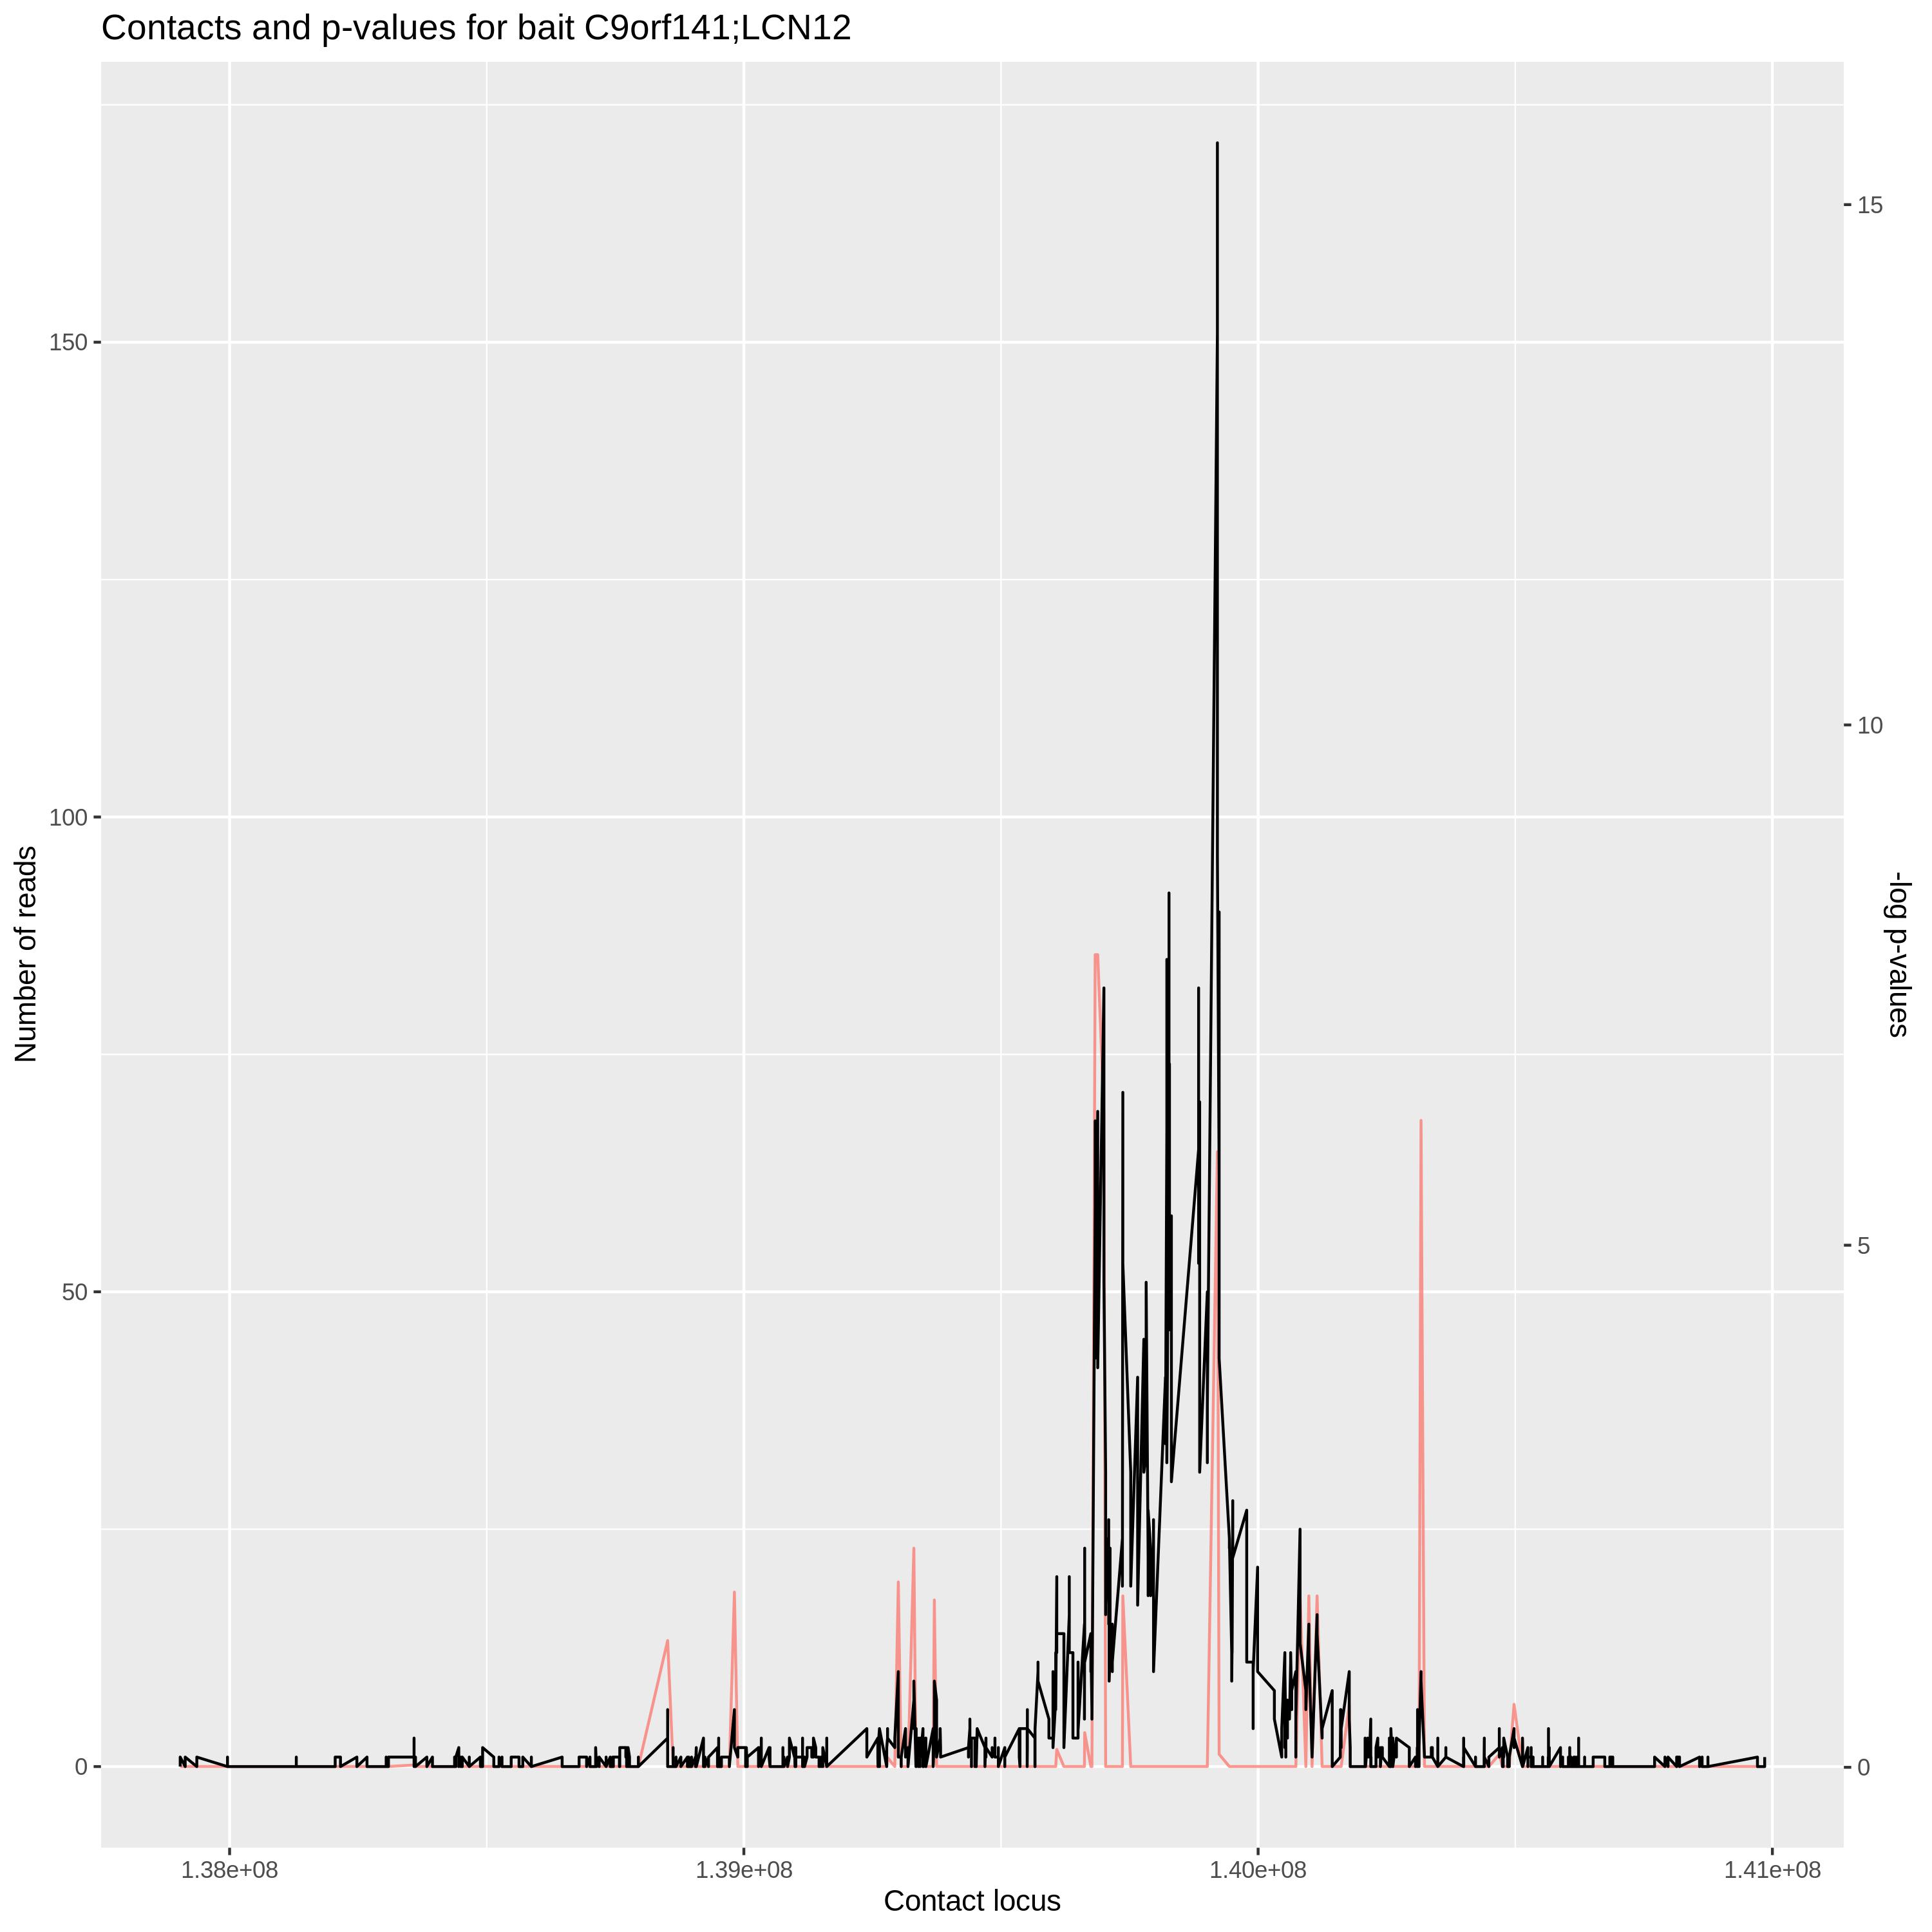 Contacts and p-values for bait C9orf141;LCN12
150
100
50
0
Number of reads
15
10
5
0
-log p-values
1.38e+08
1.39e+08
1.40e+08
1.41e+08
Contact locus